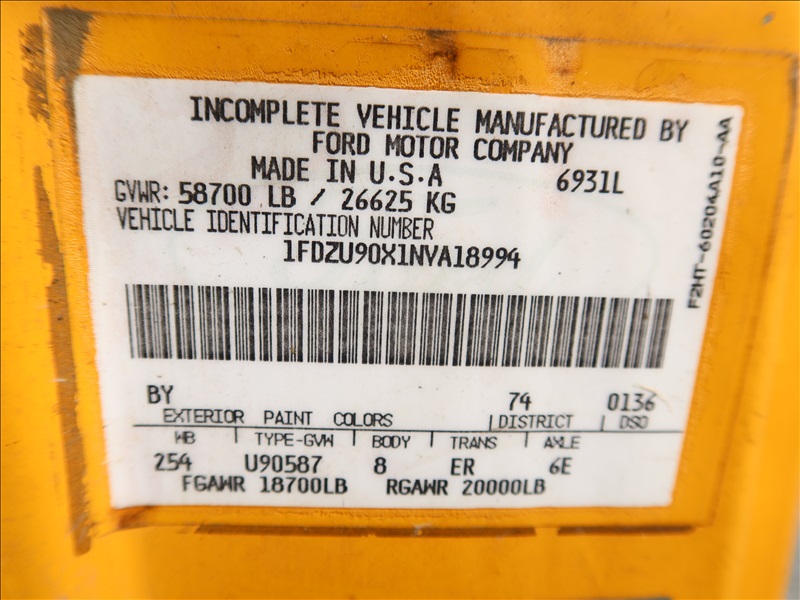 INCOMPLETE VEHICLE MANUFACTURED BY
FORD MOTOR COMPANY
MADE IN U.S.A 6931L
GVWR: 58700 LB / 26625 KG
VEHICLE IDENTIFICATION NUMBER
1FDZU90X1NVA18994
F2HT-60204A10-AA
BY 74 0136
EXTERIOR PAINT COLORS DISTRICT DSO
WB TYPE-GVW BODY TRANS AXLE
254 U90587 8 ER 6E
FGAWR 18700LB RGAWR 20000LB